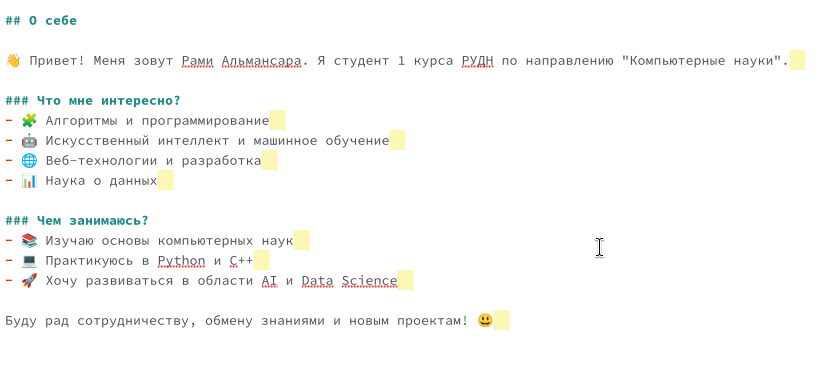 ## О себе
👋 Привет! Меня зовут Рами Альмансара. Я студент 1 курса РУДН по направлению "Компьютерные науки".
### Что мне интересно?
- 🧩 Алгоритмы и программирование
- 🤖 Искусственный интеллект и машинное обучение
- 🌐 Веб-технологии и разработка
- 📊 Наука о данных
### Чем занимаюсь?
- 📚 Изучаю основы компьютерных наук
- 💻 Практикуюсь в Python и C++
- 🚀 Хочу развиваться в области AI и Data Science
Буду рад сотрудничеству, обмену знаниями и новым проектам! 😃